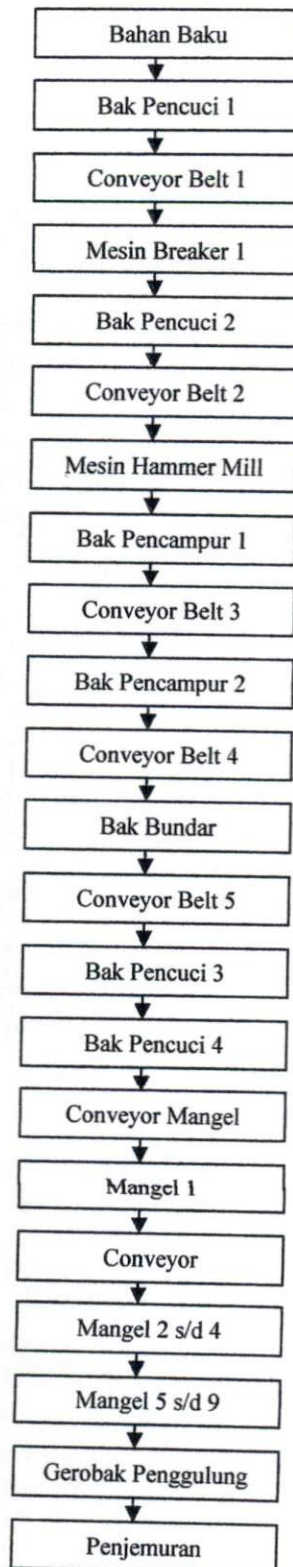 Bahan Baku
Bak Pencuci 1
Conveyor Belt 1
Mesin Breaker 1
Bak Pencuci 2
Conveyor Belt 2
Mesin Hammer Mill
Bak Pencampur 1
Conveyor Belt 3
Bak Pencampur 2
Conveyor Belt 4
Bak Bundar
Conveyor Belt 5
Bak Pencuci 3
Bak Pencuci 4
Conveyor Mangel
Mangel 1
Conveyor
Mangel 2 s/d 4
Mangel 5 s/d 9
Gerobak Penggulung
Penjemuran